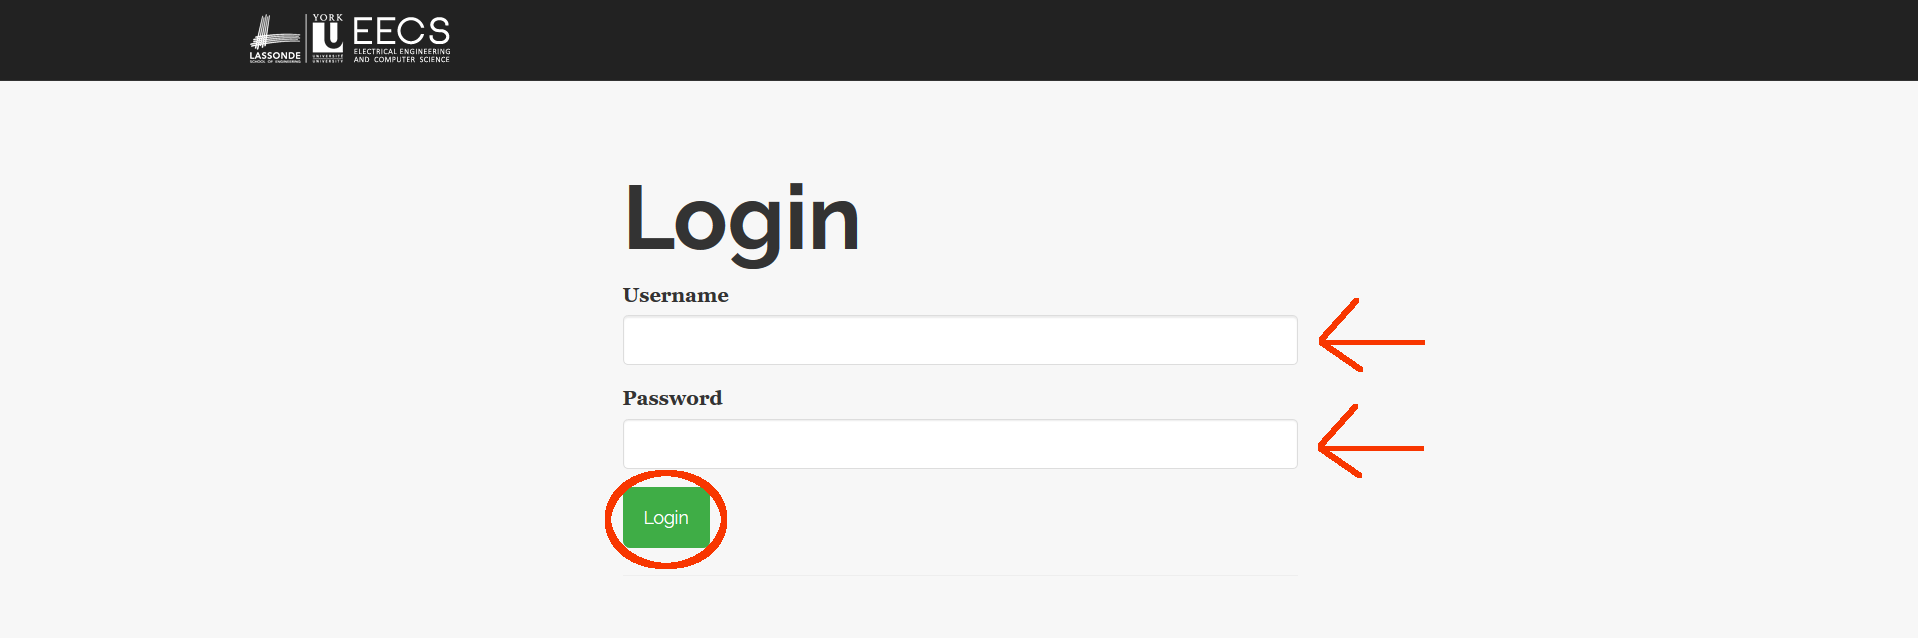 LASSONDE
SCHOOL OF ENGINEERING
YORK
U
UNIVERSITÉ
UNIVERSITY
EECS
ELECTRICAL ENGINEERING
AND COMPUTER SCIENCE
Login
Username
Password
Login